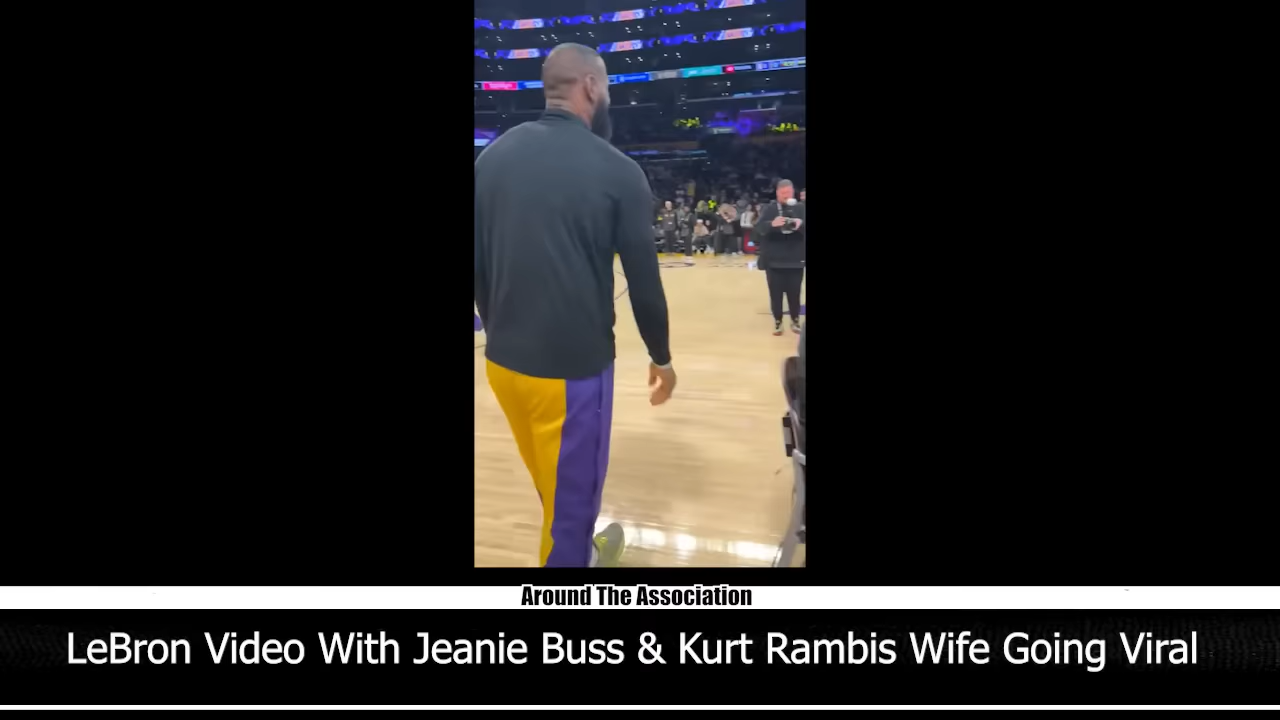 Around The Association
LeBron Video With Jeanie Buss & Kurt Rambis Wife Going Viral